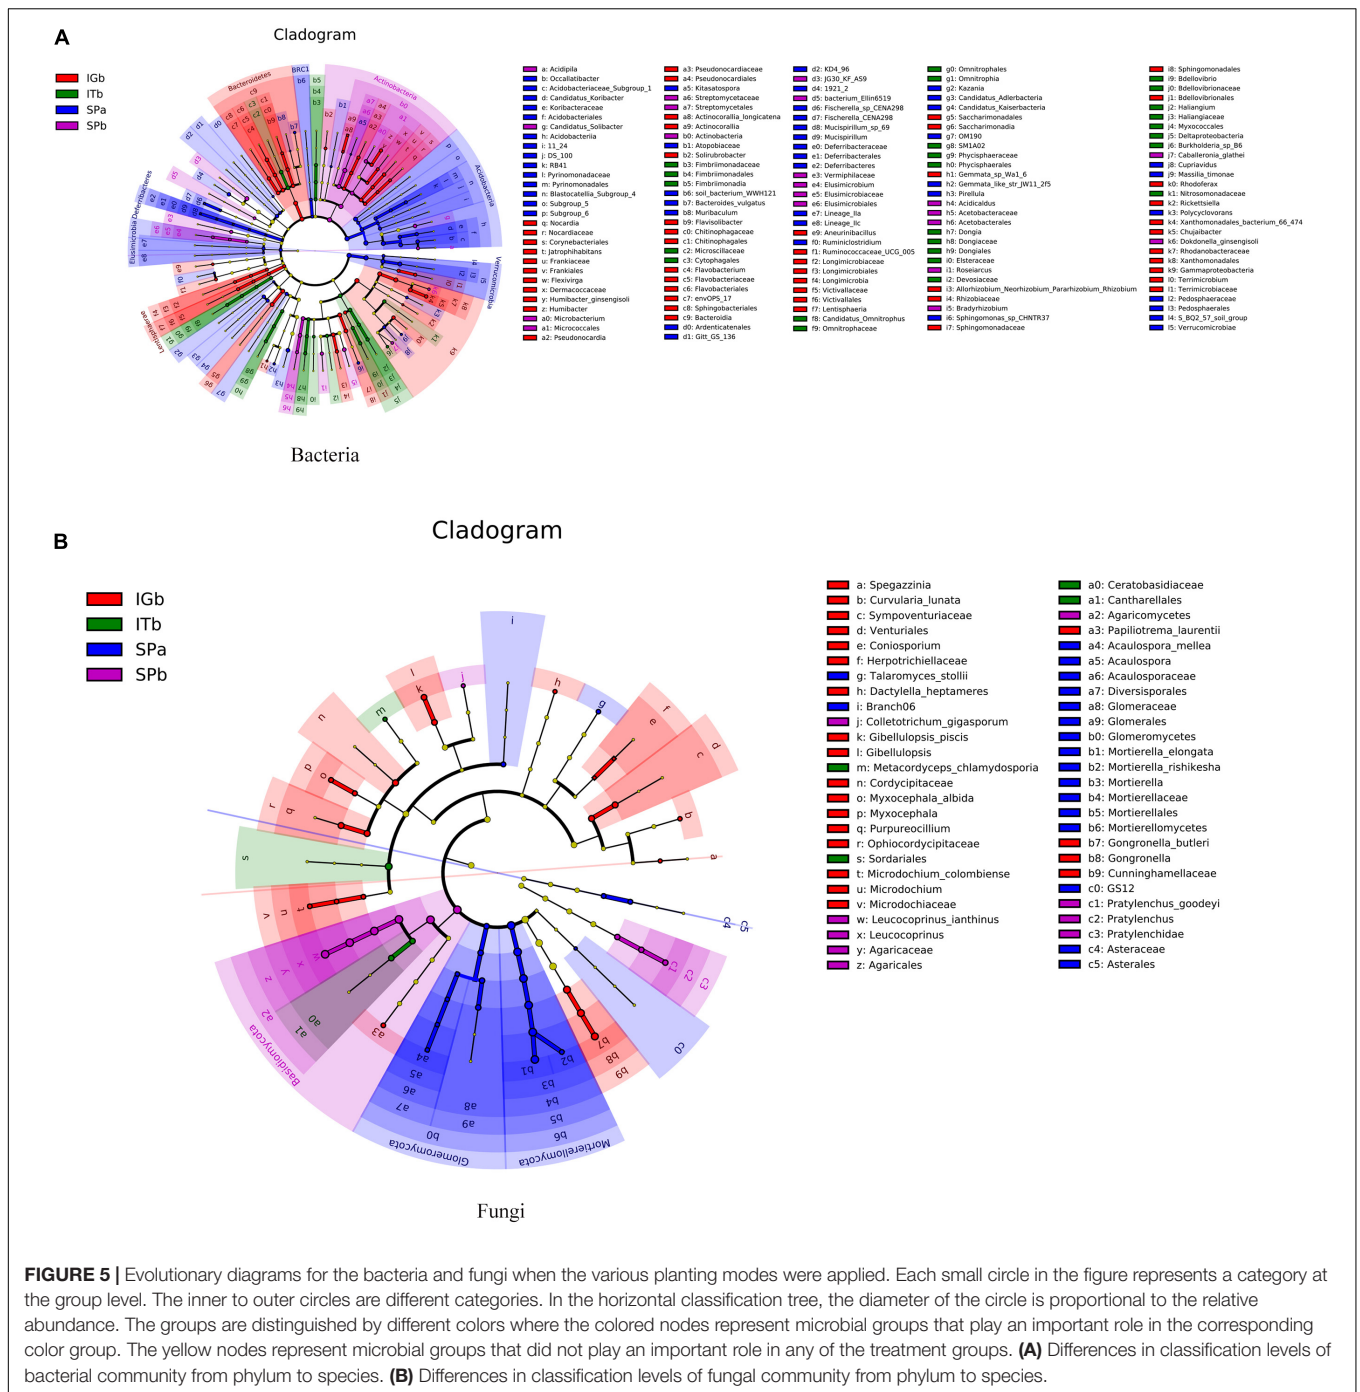 A
Cladogram
IGb
ITb
SPa
SPb
Bacteroidetes
BRC1
Actinobacteria
Acidobacteria
Verrucomicrobia
Lentisphaerae
Elusimicrobia
Deferribacteres
a: Acidipila
b: Occallatibacter
c: Acidobacteriaceae_Subgroup_1
d: Candidatus_Koribacter
e: Koribacteraceae
f: Acidobacteriales
g: Candidatus_Solibacter
h: Acidobacteriia
i: 11_24
j: DS_100
k: RB41
l: Pyrinomonadaceae
m: Pyrinomonadales
n: Blastocatellia_Subgroup_4
o: Subgroup_5
p: Subgroup_6
q: Nocardia
r: Nocardiaceae
s: Corynebacteriales
t: Jatrophihabitans
u: Frankiaceae
v: Frankiales
w: Flexivirga
x: Dermacoccaceae
y: Humibacter_ginsengisoli
z: Humibacter
a0: Microbacterium
a1: Micrococcales
a2: Pseudonocardia
a3: Pseudonocardiaceae
a4: Pseudonocardiales
a5: Kitasatospora
a6: Streptomycetaceae
a7: Streptomycetales
a8: Actinocorallia_longicatena
a9: Actinocorallia
b0: Actinobacteria
b1: Atopobiaceae
b2: Solirubrobacter
b3: Fimbriimonadaceae
b4: Fimbriimonadales
b5: Fimbriimonadia
b6: soil_bacterium_WWH121
b7: Bacteroides_vulgatus
b8: Muribaculum
b9: Flavisolibacter
c0: Chitinophagaceae
c1: Chitinophagales
c2: Microscillaceae
c3: Cytophagales
c4: Flavobacterium
c5: Flavobacteriaceae
c6: Flavobacteriales
c7: envOPS_17
c8: Sphingobacteriales
c9: Bacteroidia
d0: Ardenticatenales
d1: Gitt_GS_136
d2: KD4_96
d3: JG30_KF_AS9
d4: 1921_2
d5: bacterium_Ellin6519
d6: Fischerella_sp_CENA298
d7: Fischerella_CENA298
d8: Mucispirillum_sp_69
d9: Mucispirillum
e0: Deferribacteraceae
e1: Deferribacterales
e2: Deferribacteres
e3: Vermiphilaceae
e4: Elusimicrobium
e5: Elusimicrobiaceae
e6: Elusimicrobiales
e7: Lineage_IIa
e8: Lineage_IIc
e9: Aneurinibacillus
f0: Ruminiclostridium
f1: Ruminococcaceae_UCG_005
f2: Longimicrobiaceae
f3: Longimicrobiales
f4: Longimicrobia
f5: Victivallaceae
f6: Victivallales
f7: Lentisphaeria
f8: Candidatus_Omnitrophus
f9: Omnitrophaceae
g0: Omnitrophales
g1: Omnitrophia
g2: Kazania
g3: Candidatus_Adlerbacteria
g4: Candidatus_Kaiserbacteria
g5: Saccharimonadales
g6: Saccharimonadia
g7: OM190
g8: SM1A02
g9: Phycisphaeraceae
h0: Phycisphaerales
h1: Gemmata_sp_Wa1_6
h2: Gemmata_like_str_JW11_2f5
h3: Pirellula
h4: Acidicaldus
h5: Acetobacteraceae
h6: Acetobacterales
h7: Dongia
h8: Dongiaceae
h9: Dongiales
i0: Elsteraceae
i1: Roseiarcus
i2: Devosiaceae
i3: Allorhizobium_Neorhizobium_Pararhizobium_Rhizobium
i4: Rhizobiaceae
i5: Bradyrhizobium
i6: Sphingomonas_sp_CHNTR37
i7: Sphingomonadaceae
i8: Sphingomonadales
i9: Bdellovibrio
j0: Bdellovibrionaceae
j1: Bdellovibrionales
j2: Haliangium
j3: Haliangiaceae
j4: Myxococcales
j5: Deltaproteobacteria
j6: Burkholderia_sp_B6
j7: Caballeronia_glathei
j8: Cupriavidus
j9: Massilia_timonae
k0: Rhodoferax
k1: Nitrosomonadaceae
k2: Rickettsiella
k3: Polycyclovorans
k4: Xanthomonadales_bacterium_66_474
k5: Chujaibacter
k6: Dokdonella_ginsengisoli
k7: Rhodanobacteraceae
k8: Xanthomonadales
k9: Gammaproteobacteria
l0: Terrimicrobium
l1: Terrimicrobiaceae
l2: Pedosphaeraceae
l3: Pedosphaerales
l4: S_BQ2_57_soil_group
l5: Verrucomicrobiae
Bacteria
B
Cladogram
IGb
ITb
SPa
SPb
Basidiomycota
Glomeromycota
Mortierellomycota
a: Spegazzinia
b: Curvularia_lunata
c: Sympoventuriaceae
d: Venturiales
e: Coniosporium
f: Herpotrichiellaceae
g: Talaromyces_stollii
h: Dactylella_heptameres
i: Branch06
j: Colletotrichum_gigasporum
k: Gibellulopsis_piscis
l: Gibellulopsis
m: Metacordyceps_chlamydosporia
n: Cordycipitaceae
o: Myxocephala_albida
p: Myxocephala
q: Purpureocillium
r: Ophiocordycipitaceae
s: Sordariales
t: Microdochium_colombiense
u: Microdochium
v: Microdochiaceae
w: Leucocoprinus_ianthinus
x: Leucocoprinus
y: Agaricaceae
z: Agaricales
a0: Ceratobasidiaceae
a1: Cantharellales
a2: Agaricomycetes
a3: Papiliotrema_laurentii
a4: Acaulospora_mellea
a5: Acaulospora
a6: Acaulosporaceae
a7: Diversisporales
a8: Glomeraceae
a9: Glomerales
b0: Glomeromycetes
b1: Mortierella_elongata
b2: Mortierella_rishikesha
b3: Mortierella
b4: Mortierellaceae
b5: Mortierellales
b6: Mortierellomycetes
b7: Gongronella_butleri
b8: Gongronella
b9: Cunninghamellaceae
c0: GS12
c1: Pratylenchus_goodeyi
c2: Pratylenchus
c3: Pratylenchidae
c4: Asteraceae
c5: Asterales
Fungi
FIGURE 5 | Evolutionary diagrams for the bacteria and fungi when the various planting modes were applied. Each small circle in the figure represents a category at
the group level. The inner to outer circles are different categories. In the horizontal classification tree, the diameter of the circle is proportional to the relative
abundance. The groups are distinguished by different colors where the colored nodes represent microbial groups that play an important role in the corresponding
color group. The yellow nodes represent microbial groups that did not play an important role in any of the treatment groups. (A) Differences in classification levels of
bacterial community from phylum to species. (B) Differences in classification levels of fungal community from phylum to species.